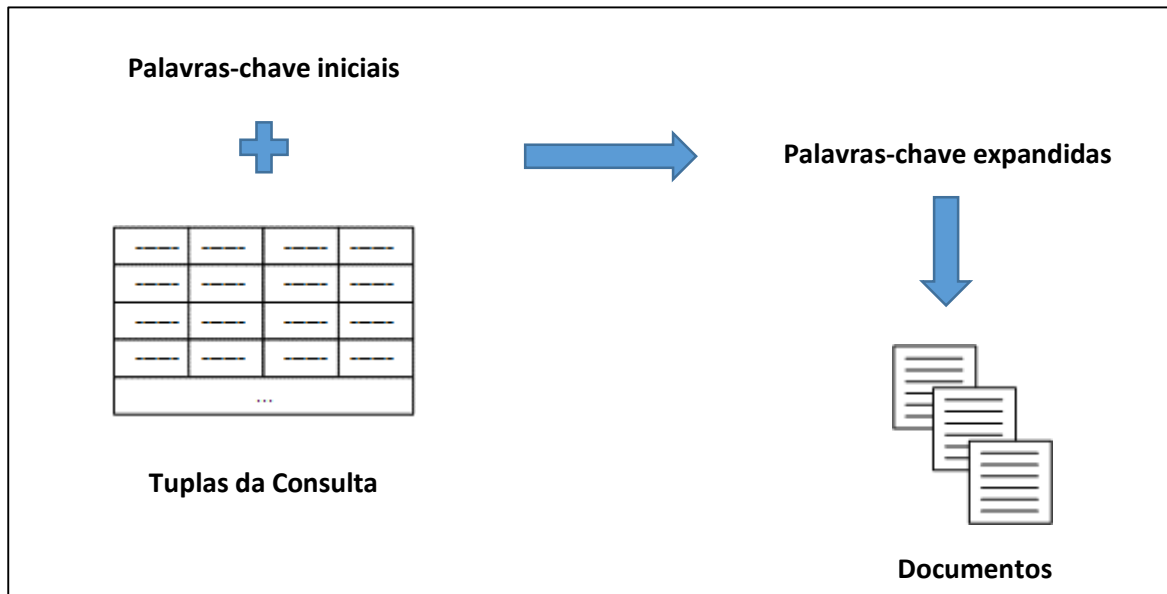 Palavras-chave iniciais
Palavras-chave expandidas
...
Tuplas da Consulta
Documentos